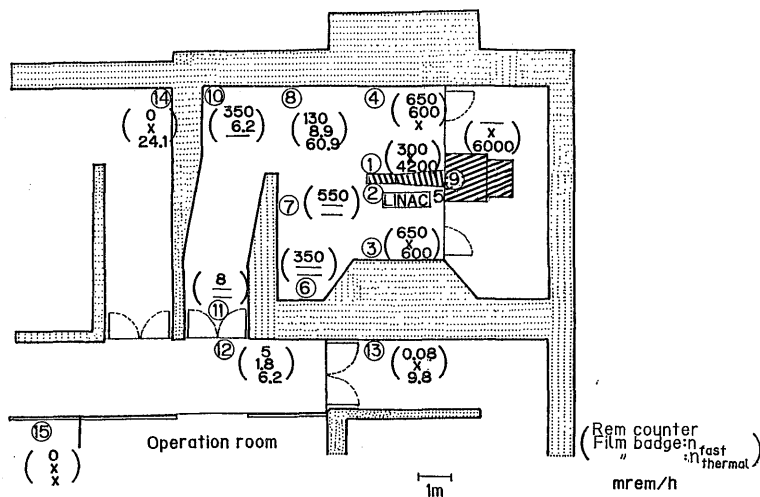 ⑭ ⑩ ⑧ ④
0
x
24.1
350
6.2
—
130
8.9
60.9
650
600
x
—
x
6000
①
300
x
4200
② LINAC 5 9
⑦ 550
—
—
③ 650
x
600
350
—
—
⑥
8
—
—
⑪
⑫ 5
1.8
6.2
⑬ 0.08
x
9.8
⑮
0
x
x
Operation room
1m
Rem counter
Film badge:n fast
" :n thermal
mrem/h